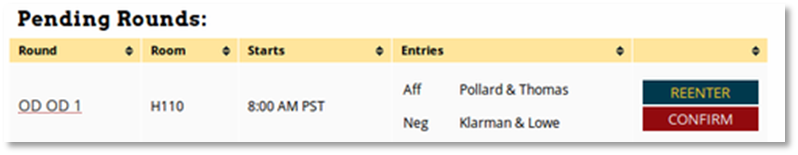 Pending Rounds:
Round Room Starts Entries
Aff Pollard & Thomas REENTER
OD OD 1 H110 8:00 AM PST
Neg Klarman & Lowe CONFIRM